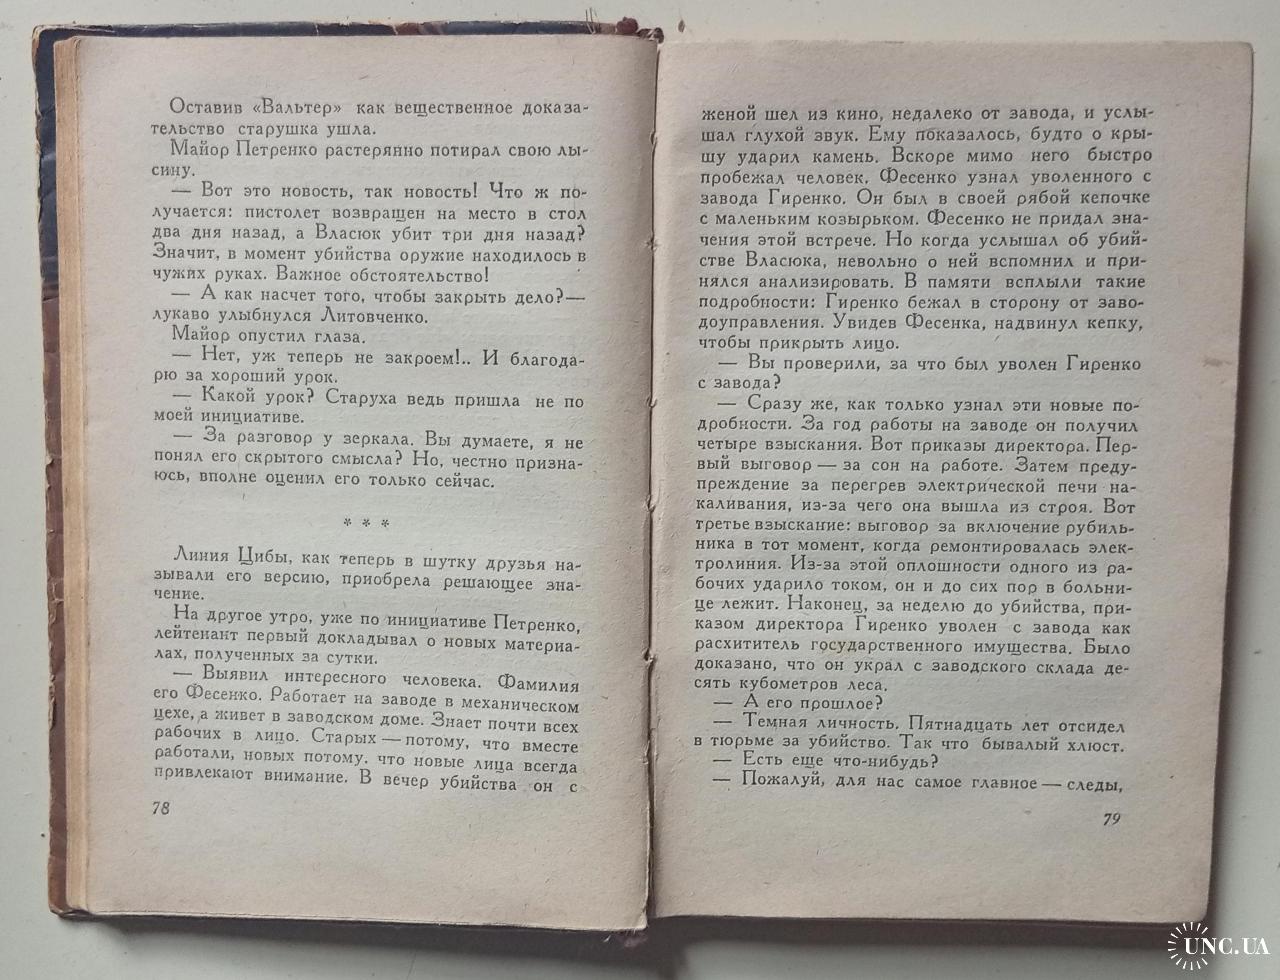 Оставив «Вальтер» как вещественное доказа-
тельство старушка ушла.
Майор Петренко растерянно потирал свою лы-
сину.
— Вот это новость, так новость! Что ж по-
лучается: пистолет возвращен на место в стол
два дня назад, а Власюк убит три дня назад?
Значит, в момент убийства оружие находилось в
чужих руках. Важное обстоятельство!
— А как насчет того, чтобы закрыть дело?—
лукаво улыбнулся Литовченко.
Майор опустил глаза.
— Нет, уж теперь не закроем!.. И благода-
рю за хороший урок.
— Какой урок? Старуха ведь пришла не по
моей инициативе.
— За разговор у зеркала. Вы думаете, я не
понял его скрытого смысла? Но, честно призна-
юсь, вполне оценил его только сейчас.
* * *
Линия Цибы, как теперь в шутку друзья на-
зывали его версию, приобрела решающее зна-
чение.
На другое утро, уже по инициативе Петренко,
лейтенант первый докладывал о новых материа-
лах, полученных за сутки.
— Выявил интересного человека. Фамилия
его Фесенко. Работает на заводе в механическом
цехе, а живет в заводском доме. Знает почти всех
рабочих в лицо. Старых — потому, что вместе
работали, новых потому. что новые лица всегда
привлекают внимание. В вечер убийства он с
78
женой шел из кино, недалеко от завода, и услы-
шал глухой звук. Ему показалось, будто о кры-
шу ударил камень. Вскоре мимо него быстро
пробежал человек. Фесенко узнал уволенного с
завода Гиренко. Он был в своей рябой кепочке
с маленьким козырьком. Фесенко не придал зна-
чения этой встрече. Но когда услышал об убий-
стве Власюка, невольно о ней вспомнил и при-
нялся анализировать. В памяти всплыли такие
подробности: Гиренко бежал в сторону от заво-
доуправления. Увидев Фесенка, надвинул кепку,
чтобы прикрыть лицо.
— Вы проверили, за что был уволен Гиренко
с завода?
— Сразу же, как только узнал эти новые по-
дробности. За год работы на заводе он получил
четыре взыскания. Вот приказы директора. Пер-
вый выговор — за сон на работе. Затем преду-
преждение за перегрев электрической печи на-
каливания, из-за чего она вышла из строя. Вот
третье взыскание: выговор за включение рубиль-
ника в тот момент, когда ремонтировалась элек-
тролиния. Из-за этой оплошности одного из ра-
бочих ударило током, он и до сих пор в больни-
це лежит. Наконец, за неделю до убийства, при-
казом директора Гиренко уволен с завода как
расхититель государственного имущества. Было
доказано, что он украл с заводского склада де-
сять кубометров леса.
— А его прошлое?
— Темная личность. Пятнадцать лет отсидел
в тюрьме за убийство. Так что бывалый хлюст.
— Есть еще что-нибудь?
— Пожалуй, для нас самое главное — следы,
79
UNC.UA